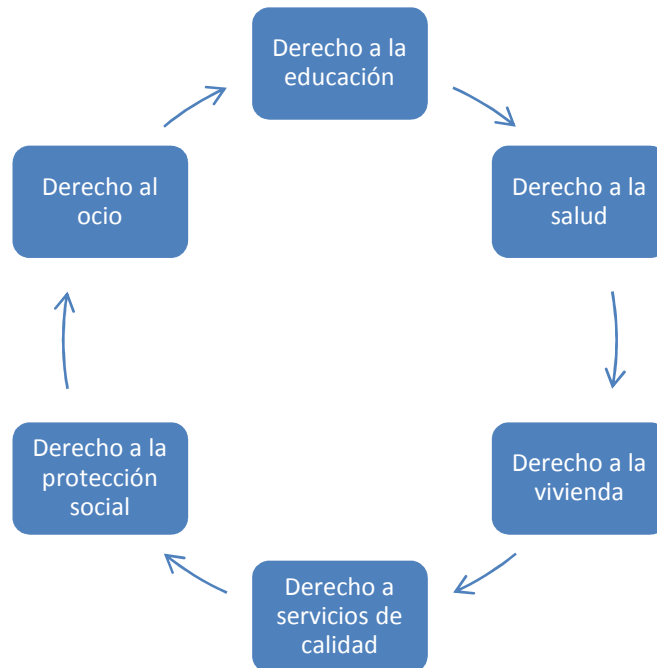 Derecho a la
educación
Derecho a la
salud
Derecho a la
vivienda
Derecho a
servicios de
calidad
Derecho a la
protección
social
Derecho al
ocio